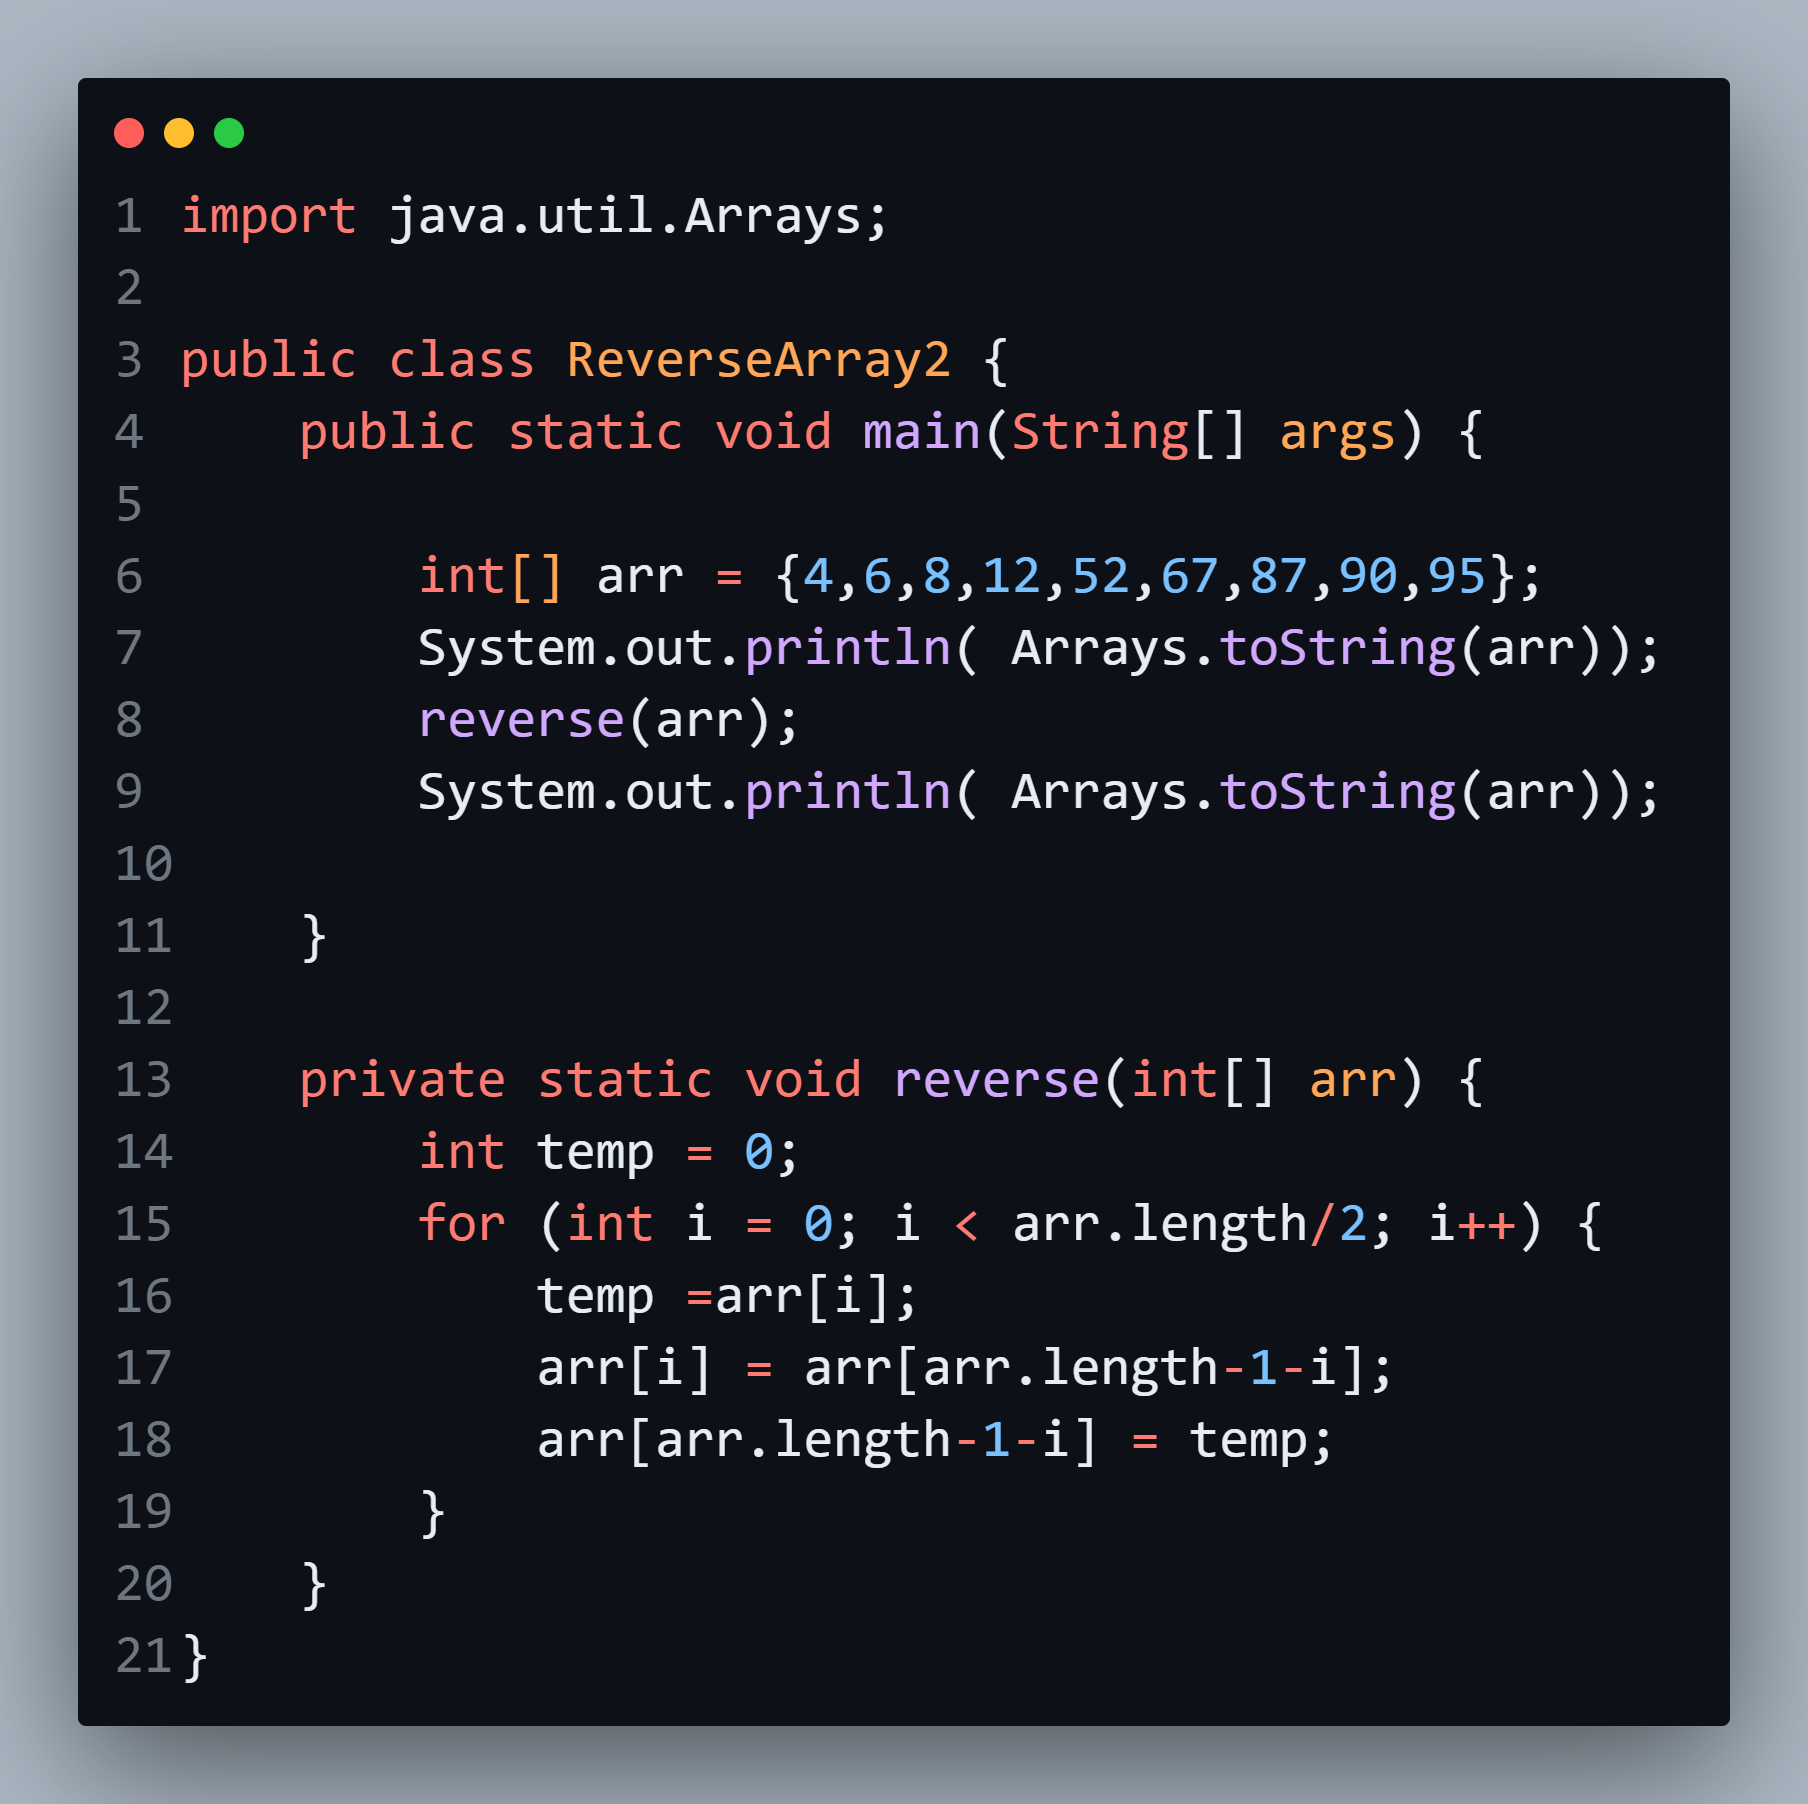 1 import java.util.Arrays;
2
3 public class ReverseArray2 {
4     public static void main(String[] args) {
5
6         int[] arr = {4,6,8,12,52,67,87,90,95};
7         System.out.println( Arrays.toString(arr));
8         reverse(arr);
9         System.out.println( Arrays.toString(arr));
10
11     }
12
13     private static void reverse(int[] arr) {
14         int temp = 0;
15         for (int i = 0; i < arr.length/2; i++) {
16             temp =arr[i];
17             arr[i] = arr[arr.length-1-i];
18             arr[arr.length-1-i] = temp;
19         }
20     }
21 }